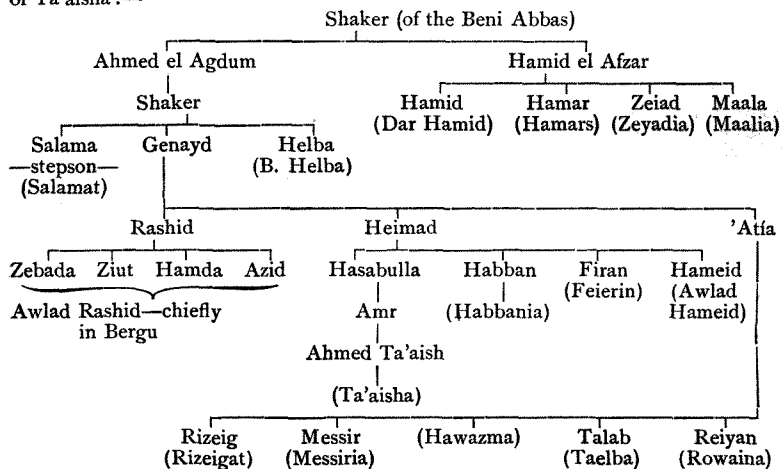 of Ta'aisha:—
Shaker (of the Beni Abbas)
Ahmed el Agdum Hamid el Afzar
Shaker Hamid Hamar Zeiad Maala
(Dar Hamid) (Hamars) (Zeyadia) (Maalia)
Salama Genayd Helba
—stepson— (B. Helba)
(Salamat)
Rashid Heimad 'Atía
Zebada Ziut Hamda Azid Hasabulla Habban Firan Hameid
(Feierin) (Awlad
Awlad Rashid—chiefly Amr (Habbania) Hameid)
in Bergu
Ahmed Ta'aish
(Ta'aisha)
Rizeig Messir (Hawazma) Talab Reiyan
(Rizeigat) (Messiria) (Taelba) (Rowaina)